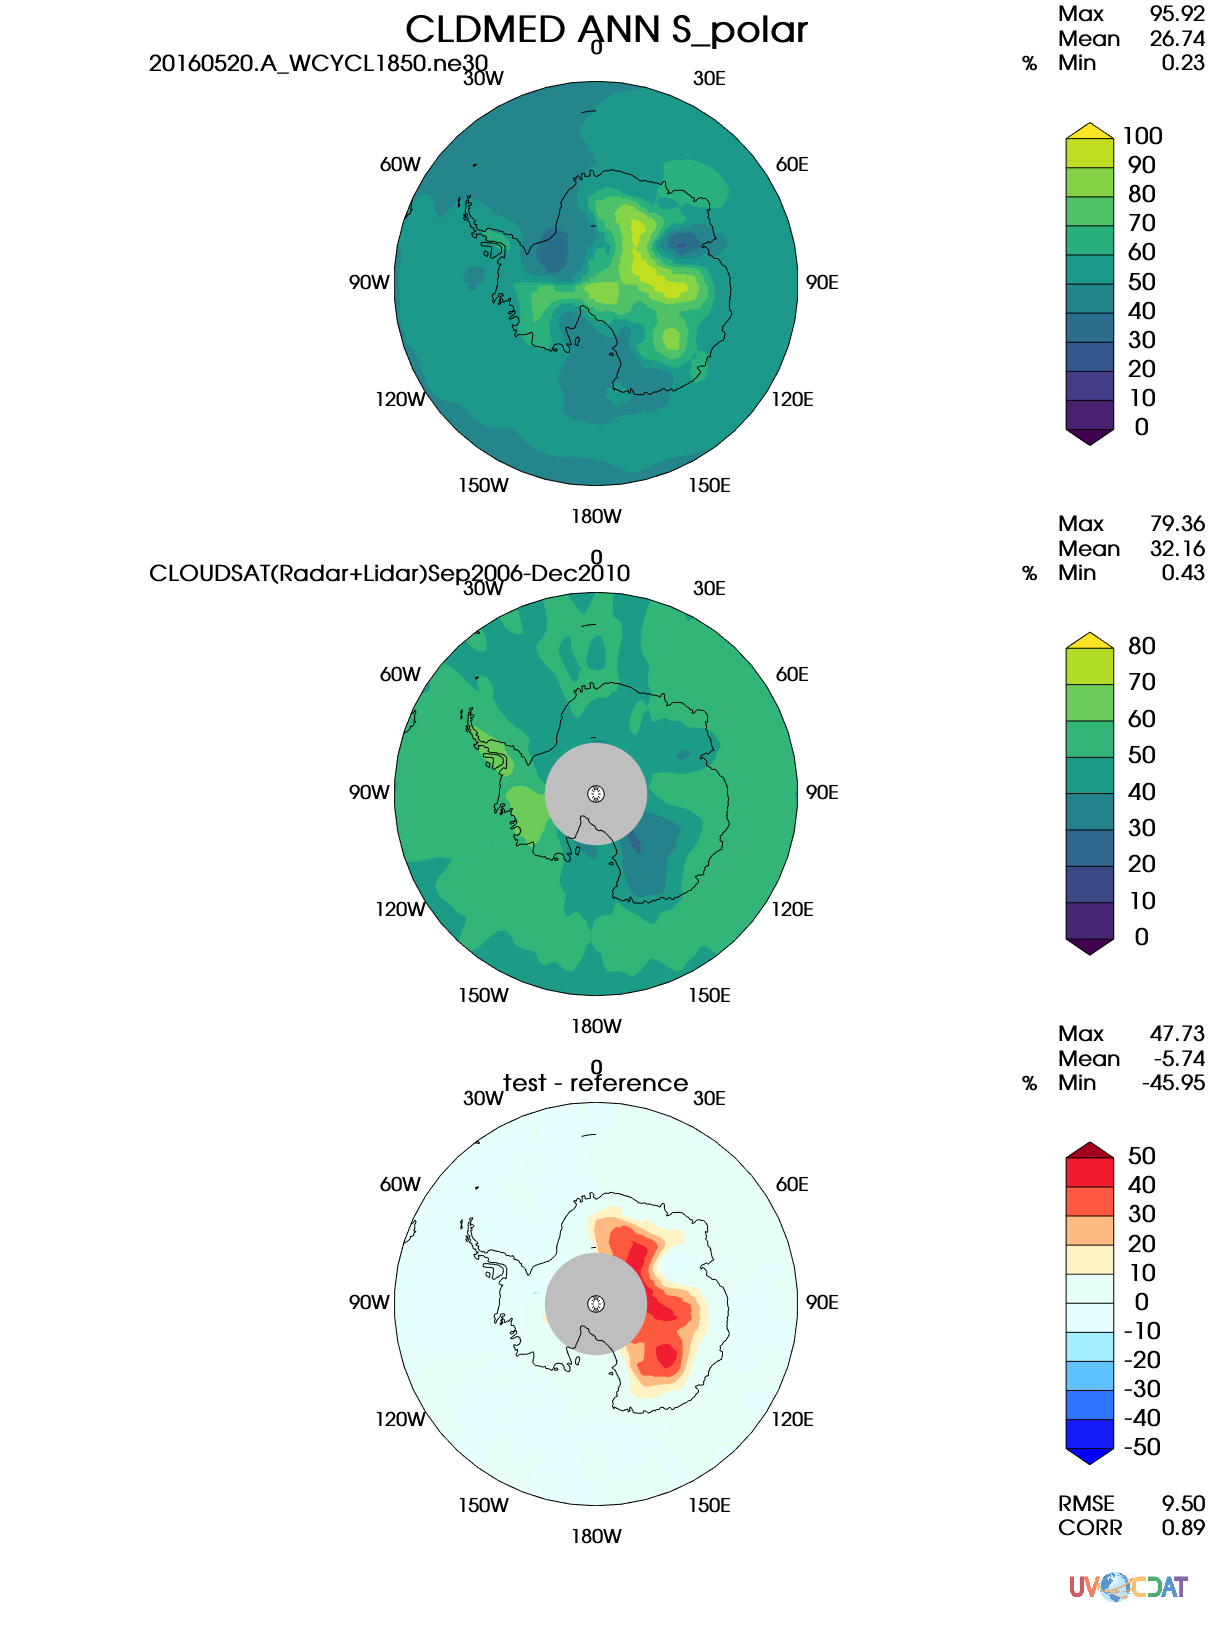 CLDMED ANN S_polar
20160520.A_WCYCL1850.ne30
Max 95.92
Mean 26.74
% Min 0.23
0
30W 30E
60W 60E
90W 90E
120W 120E
150W 150E
180W
100
90
80
70
60
50
40
30
20
10
0
CLOUDSAT(Radar+Lidar)Sep2006-Dec2010
Max 79.36
Mean 32.16
% Min 0.43
0
30W 30E
60W 60E
90W 90E
120W 120E
150W 150E
180W
80
70
60
50
40
30
20
10
0
test - reference
Max 47.73
Mean -5.74
% Min -45.95
0
30W 30E
60W 60E
90W 90E
120W 120E
150W 150E
180W
50
40
30
20
10
0
-10
-20
-30
-40
-50
RMSE 9.50
CORR 0.89
UV CDAT